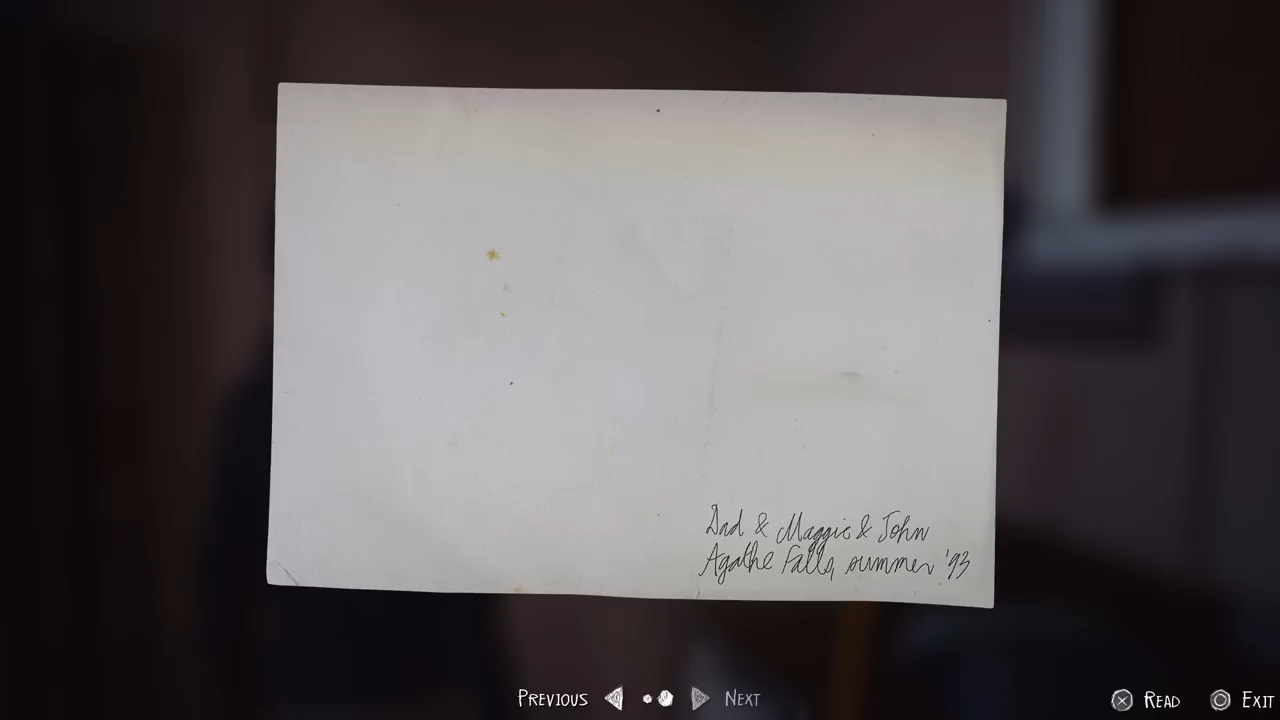 Dad & Maggie & John
Agathe Falls, summer '93
PREVIOUS NEXT READ EXIT